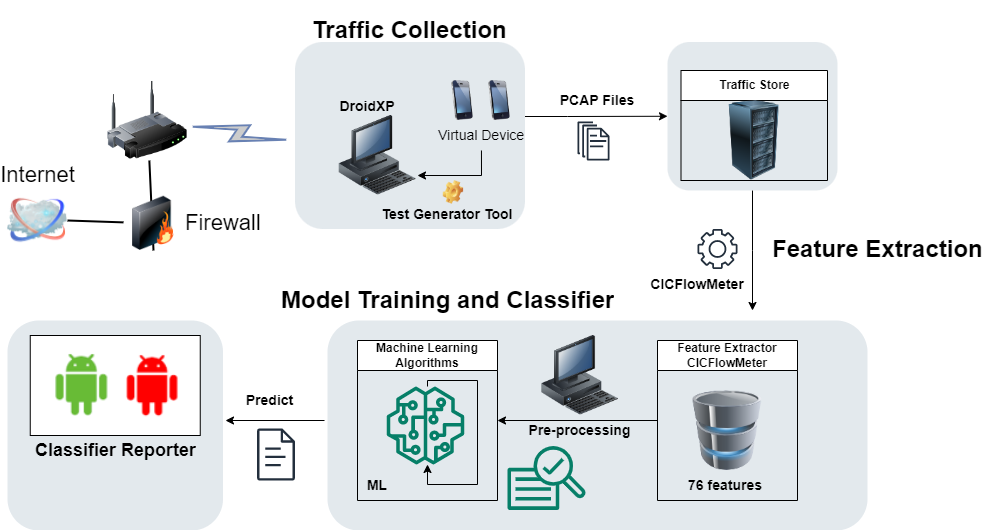 Traffic Collection
DroidXP
Virtual Device
Test Generator Tool
PCAP Files
Traffic Store
Internet
Firewall
CICFlowMeter
Feature Extraction
Model Training and Classifier
Feature Extractor
CICFlowMeter
76 features
Pre-processing
Machine Learning
Algorithms
ML
Predict
Classifier Reporter